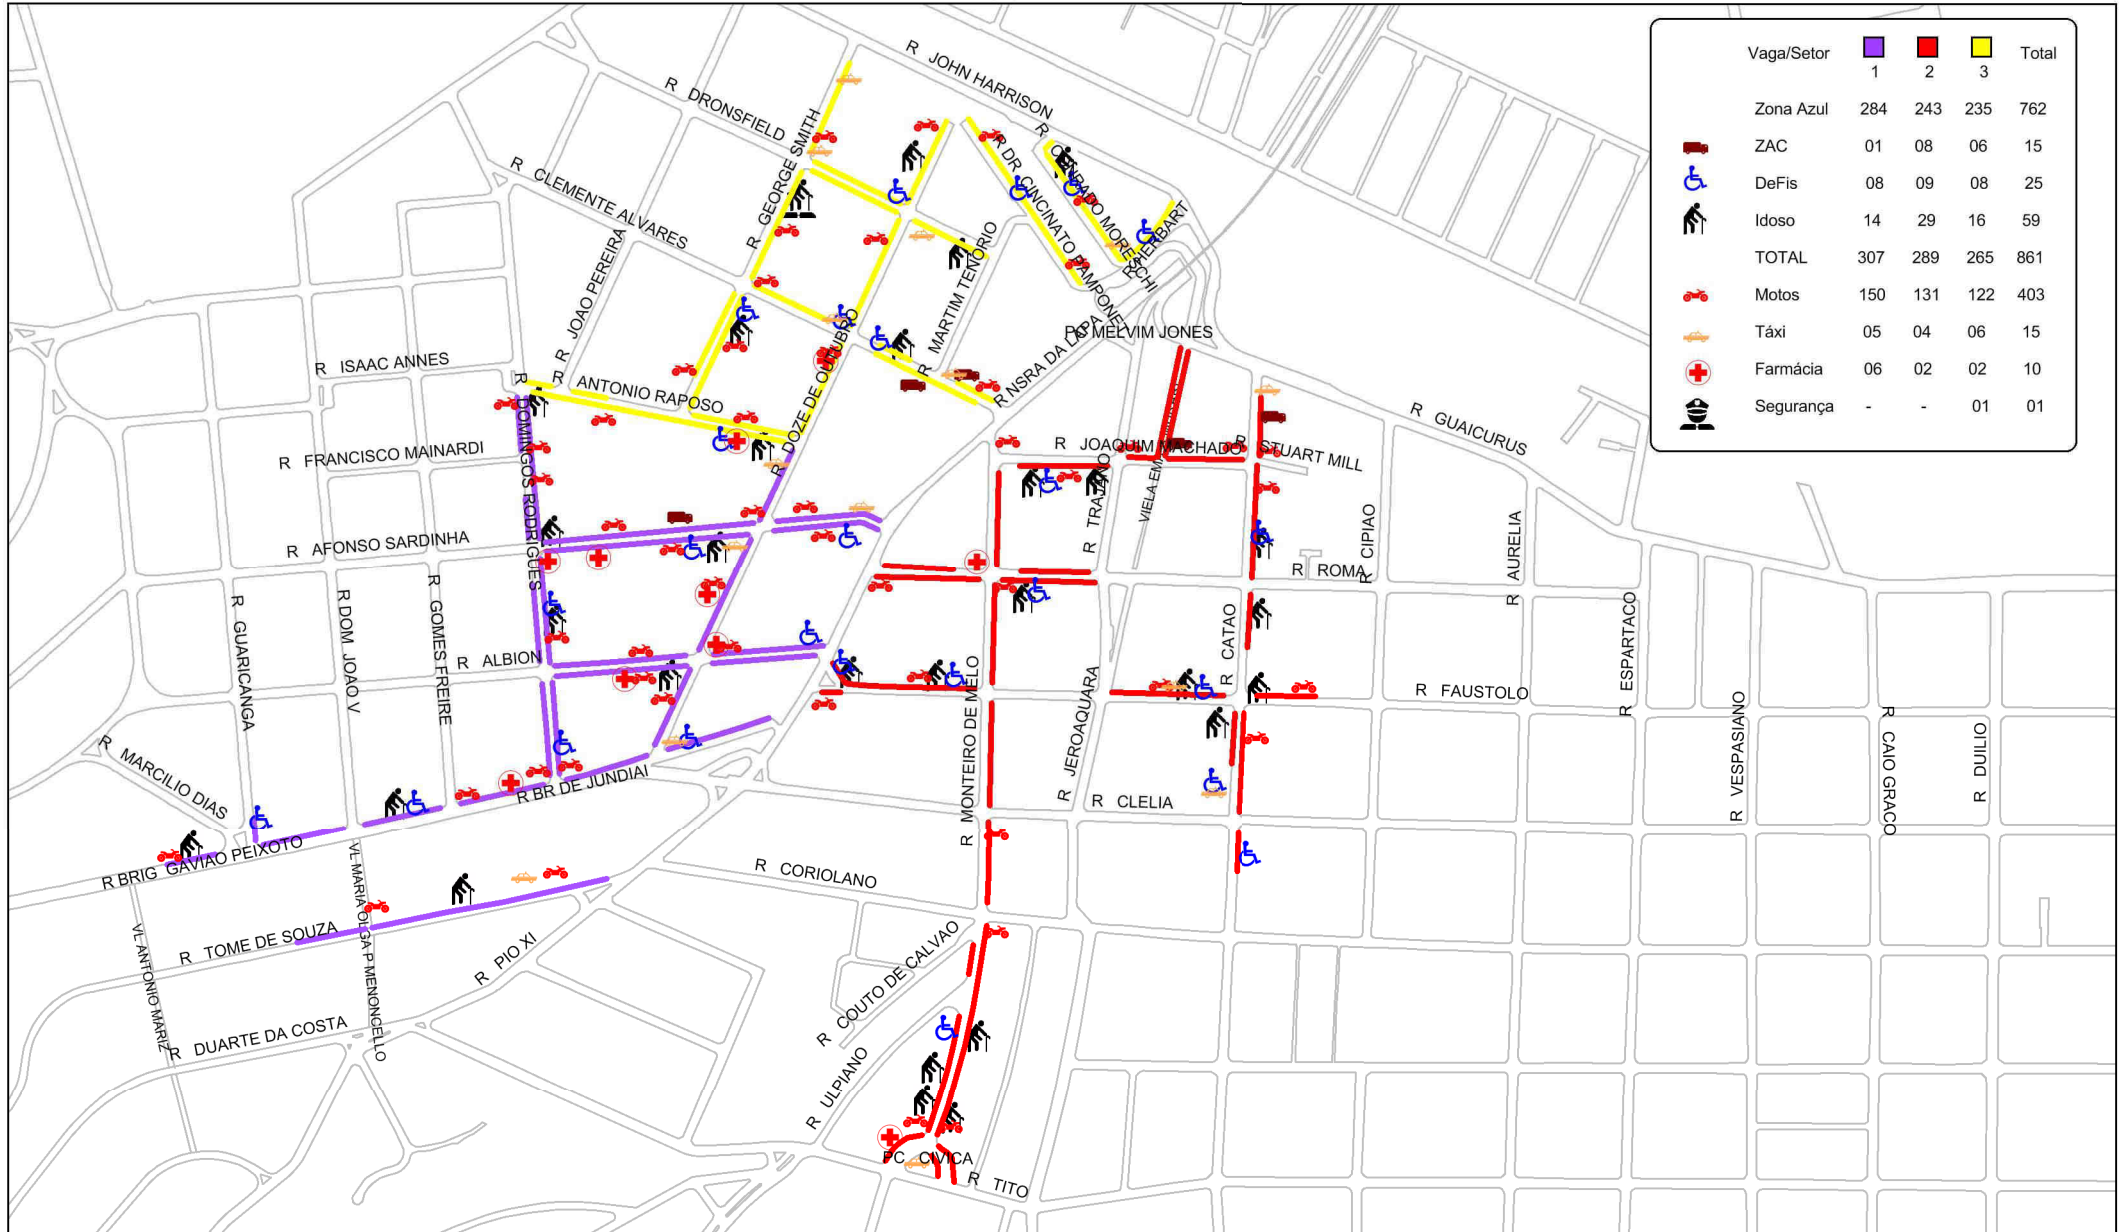 Vaga/Setor Total
1 2 3
Zona Azul 284 243 235 762
ZAC 01 08 06 15
DeFis 08 09 08 25
Idoso 14 29 16 59
TOTAL 307 289 265 861
Motos 150 131 122 403
Táxi 05 04 06 15
Farmácia 06 02 02 10
Segurança - - 01 01
R JOHN HARRISON
R DRONSFIELD
R GEORGE SMITH
R CLEMENTE ALVARES
R JOAO PEREIRA
R DR CINCINATO PAMPONET
R CONRADO MORESCHI
R HERBART
R MARTIM TENORIO
R
R NSRA DA LAPA
PC MELVIM JONES
R ISAAC ANNES
R ANTONIO RAPOSO
R DOZE DE OUTUBRO
R DOMINGOS RODRIGUES
R FRANCISCO MAINARDI
R JOAQUIM MACHADO
R STUART MILL
R GUAICURUS
R TRAJANO
VIELA EMA
R AFONSO SARDINHA
R CIPIAO
R AURELIA
R ROMA
R GUARICANGA
R DOM JOAO V
R GOMES FREIRE
R ALBION
R CATAO
R ESPARTACO
R FAUSTOLO
R MONTEIRO DE MELO
R JEROAQUARA
R VESPASIANO
R CAIO GRACO
R DUILIO
R MARCILIO DIAS
R BR DE JUNDIAI
R CLELIA
R BRIG GAVIAO PEIXOTO
VL MARIA OLGA P MENONCELLO
R CORIOLANO
R TOME DE SOUZA
VL ANTONIO MARIZ
R PIO XI
R COUTO DE CALVAO
R DUARTE DA COSTA
R ULPIANO
PC CIVICA
R TITO